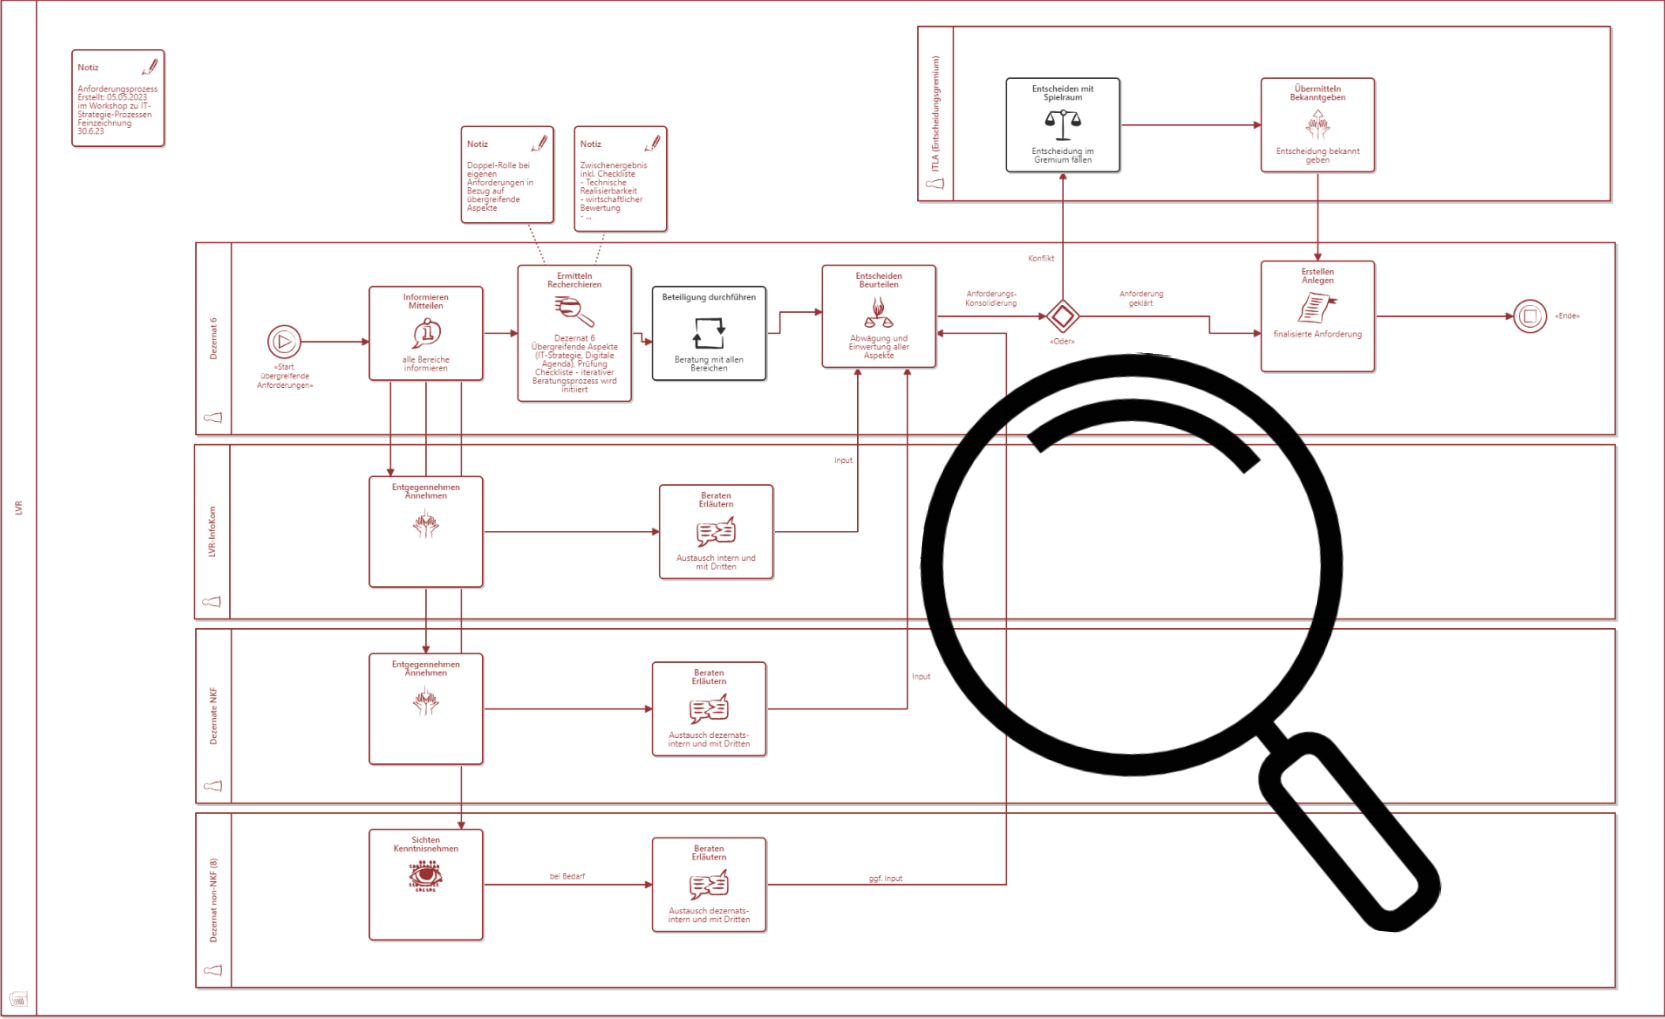 LVR
Notiz
Anforderungsprozess
Erstellt: 05.05.2023
im Workshop zu IT-
Strategie-Prozessen
Feinzeichnung
30.6.23
Notiz
Doppel-Rolle bei
eigenen
Anforderungen in
Bezug auf
übergreifende
Aspekte
Notiz
Zwischenergebnis
inkl. Checkliste
- Technische
Realisierbarkeit
- wirtschaftlicher
Bewertung
- ...
ITLA (Entscheidungsgremium)
Entscheiden mit
Spielraum
Entscheidung im
Gremium fällen
Übermitteln
Bekanntgeben
Entscheidung bekannt
geben
Dezernat 6
«Start
übergreifende
Anforderungen»
Informieren
Mitteilen
alle Bereiche
informieren
Ermitteln
Recherchieren
Dezernat 6
Übergreifende Aspekte
(IT-Strategie, Digitale
Agenda), Prüfung
Checkliste - iterativer
Beratungsprozess wird
initiiert
Beteiligung durchführen
Beratung mit allen
Bereichen
Entscheiden
Beurteilen
Abwägung und
Einwertung aller
Aspekte
Anforderungs-
Konsolidierung
Konflikt
«Oder»
Anforderung
geklärt
Erstellen
Anlegen
finalisierte Anforderung
«Ende»
LVR-InfoKom
Entgegennehmen
Annehmen
Beraten
Erläutern
Austausch intern und
mit Dritten
Input
Dezernate NKF
Entgegennehmen
Annehmen
Beraten
Erläutern
Austausch dezernats-
intern und mit Dritten
Input
Dezernat non-NKF (8)
Sichten
Kenntnisnehmen
bei Bedarf
Beraten
Erläutern
Austausch dezernats-
intern und mit Dritten
ggf. Input